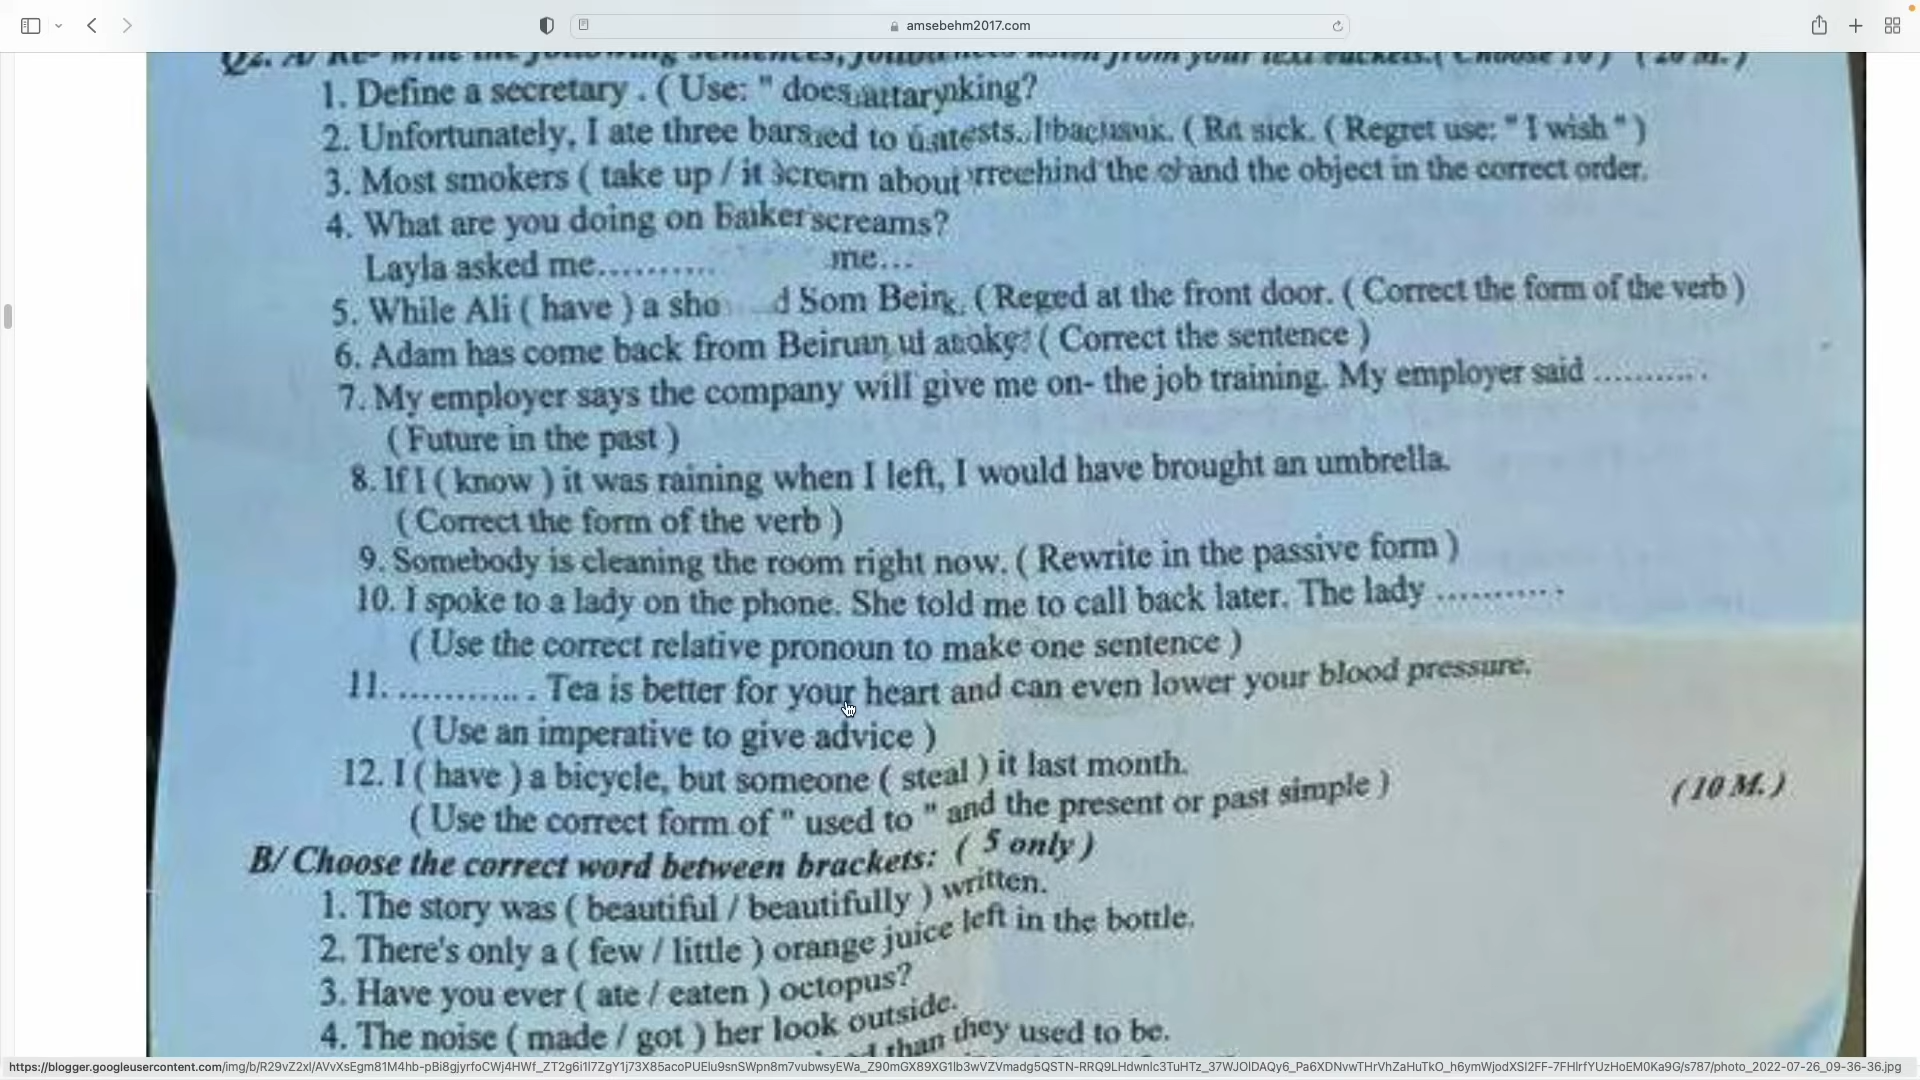 amsebehm2017.com
1. Define a secretary . ( Use: " does
2. Unfortunately, I ate three bars sick. ( Regret use: " I wish " )
3. Most smokers ( take up / it and the object in the correct order.
4. What are you doing on screams?
Layla asked me.......... me...
5. While Ali ( have ) a sho at the front door. ( Correct the form of the verb )
6. Adam has come back from ( Correct the sentence )
7. My employer says the company will give me on- the job training. My employer said .......... .
( Future in the past )
8. If I ( know ) it was raining when I left, I would have brought an umbrella.
( Correct the form of the verb )
9. Somebody is cleaning the room right now. ( Rewrite in the passive form )
10. I spoke to a lady on the phone. She told me to call back later. The lady .......... .
( Use the correct relative pronoun to make one sentence )
11. .......... . Tea is better for your heart and can even lower your blood pressure.
( Use an imperative to give advice )
12. I ( have ) a bicycle, but someone ( steal ) it last month.
( Use the correct form of " used to " and the present or past simple ) ( 10 M. )
B/ Choose the correct word between brackets: ( 5 only )
1. The story was ( beautiful / beautifully ) written.
2. There's only a ( few / little ) orange juice left in the bottle.
3. Have you ever ( ate / eaten ) octopus?
4. The noise ( made / got ) her look outside.
than they used to be.